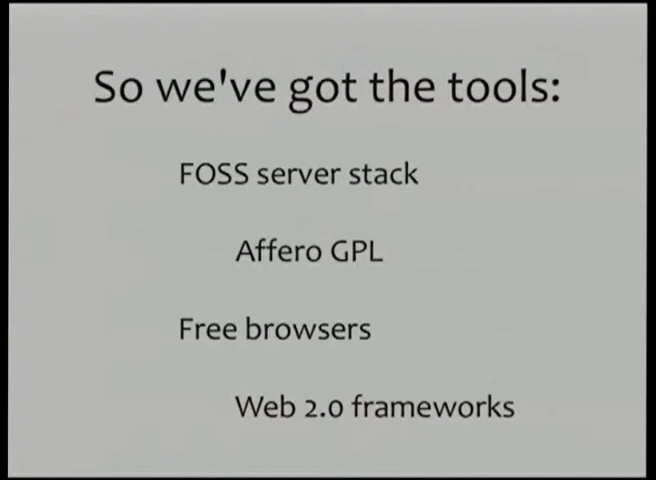 So we've got the tools:
FOSS server stack
Affero GPL
Free browsers
Web 2.0 frameworks